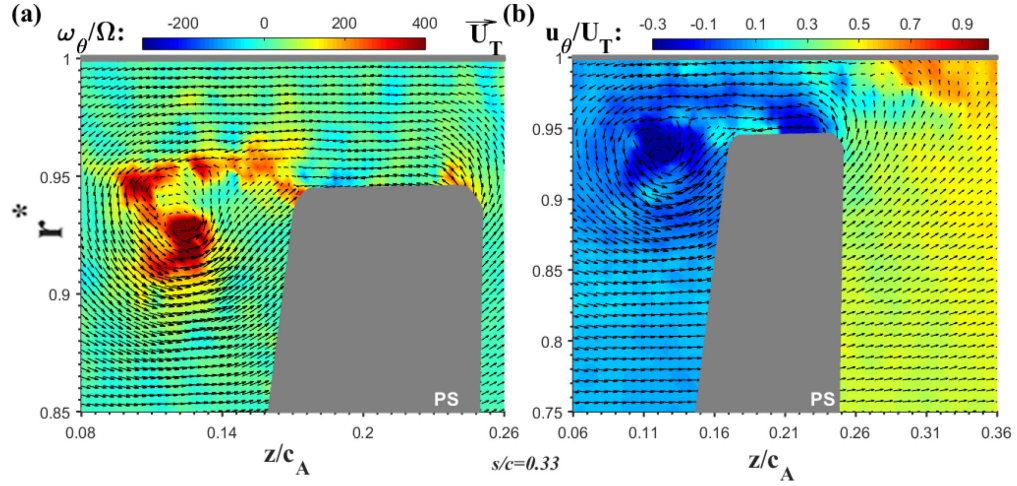 (a)
ω_θ/Ω:
-200 0 200 400
U_T
(b)
u_θ/U_T:
-0.3 -0.1 0.1 0.3 0.5 0.7 0.9
1
0.95
0.9
0.85
r*
PS
0.08 0.14 0.2 0.26
z/c_A
s/c=0.33
1
0.95
0.9
0.85
0.8
0.75
PS
0.06 0.11 0.16 0.21 0.26 0.31 0.36
z/c_A